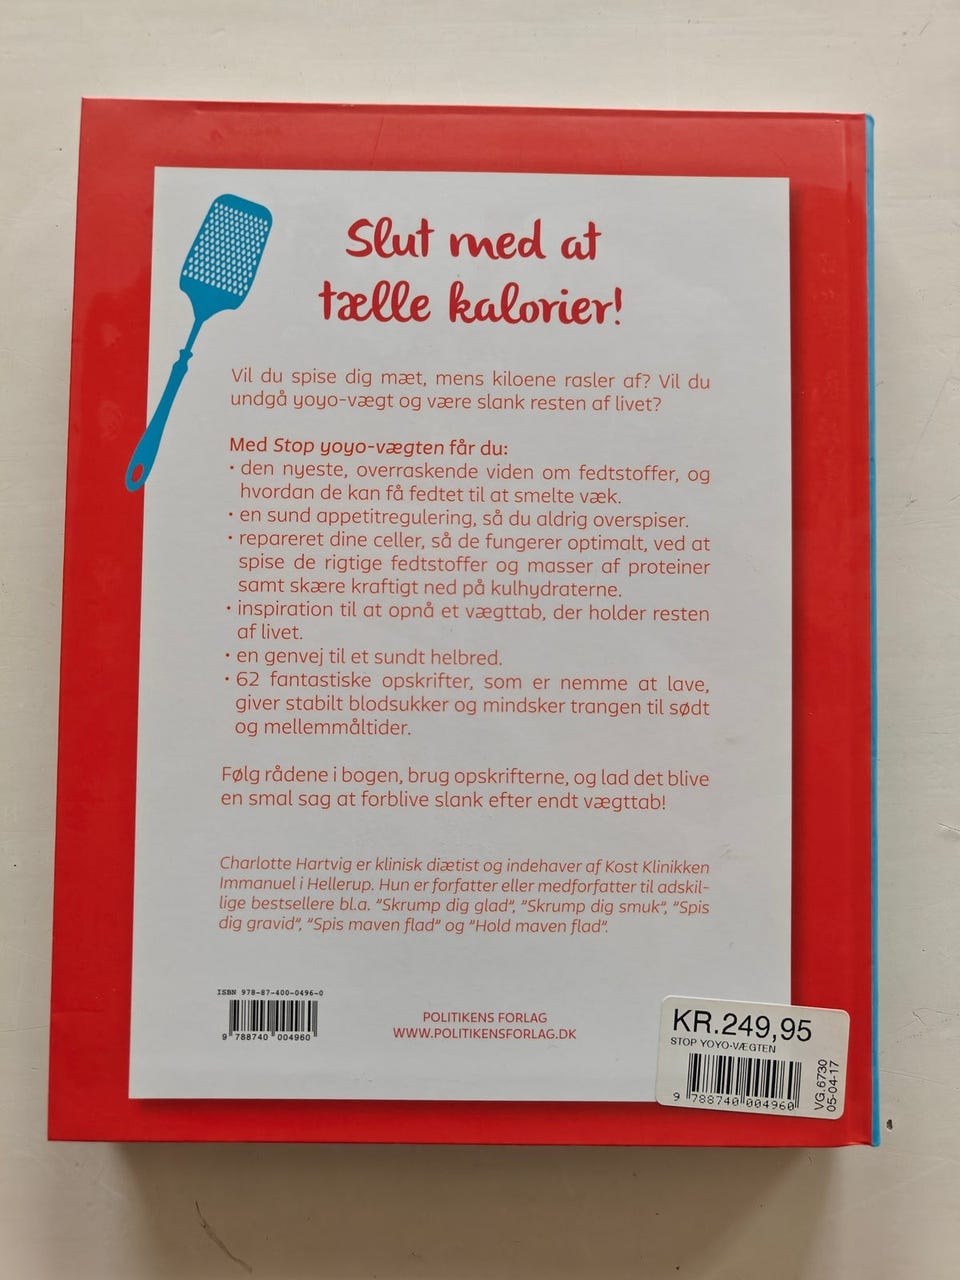 Slut med at
tælle kalorier!
Vil du spise dig mæt, mens kiloene rasler af? Vil du
undgå yoyo-vægt og være slank resten af livet?
Med Stop yoyo-vægten får du:
• den nyeste, overraskende viden om fedtstoffer, og
hvordan de kan få fedtet til at smelte væk.
• en sund appetitregulering, så du aldrig overspiser.
• repareret dine celler, så de fungerer optimalt, ved at
spise de rigtige fedtstoffer og masser af proteiner
samt skære kraftigt ned på kulhydraterne.
• inspiration til at opnå et vægttab, der holder resten
af livet.
• en genvej til et sundt helbred.
• 62 fantastiske opskrifter, som er nemme at lave,
giver stabilt blodsukker og mindsker trangen til sødt
og mellemmåltider.
Følg rådene i bogen, brug opskrifterne, og lad det blive
en smal sag at forblive slank efter endt vægttab!
Charlotte Hartvig er klinisk diætist og indehaver af Kost Klinikken
Immanuel i Hellerup. Hun er forfatter eller medforfatter til adskil-
lige bestsellere bl.a. "Skrump dig glad", "Skrump dig smuk", "Spis
dig gravid", "Spis maven flad" og "Hold maven flad".
ISBN 978-87-400-0496-0
9 788740 004960
POLITIKENS FORLAG
WWW.POLITIKENSFORLAG.DK
KR.249,95
STOP YOYO-VÆGTEN
9 788740 004960
VG.6730
05-04-17